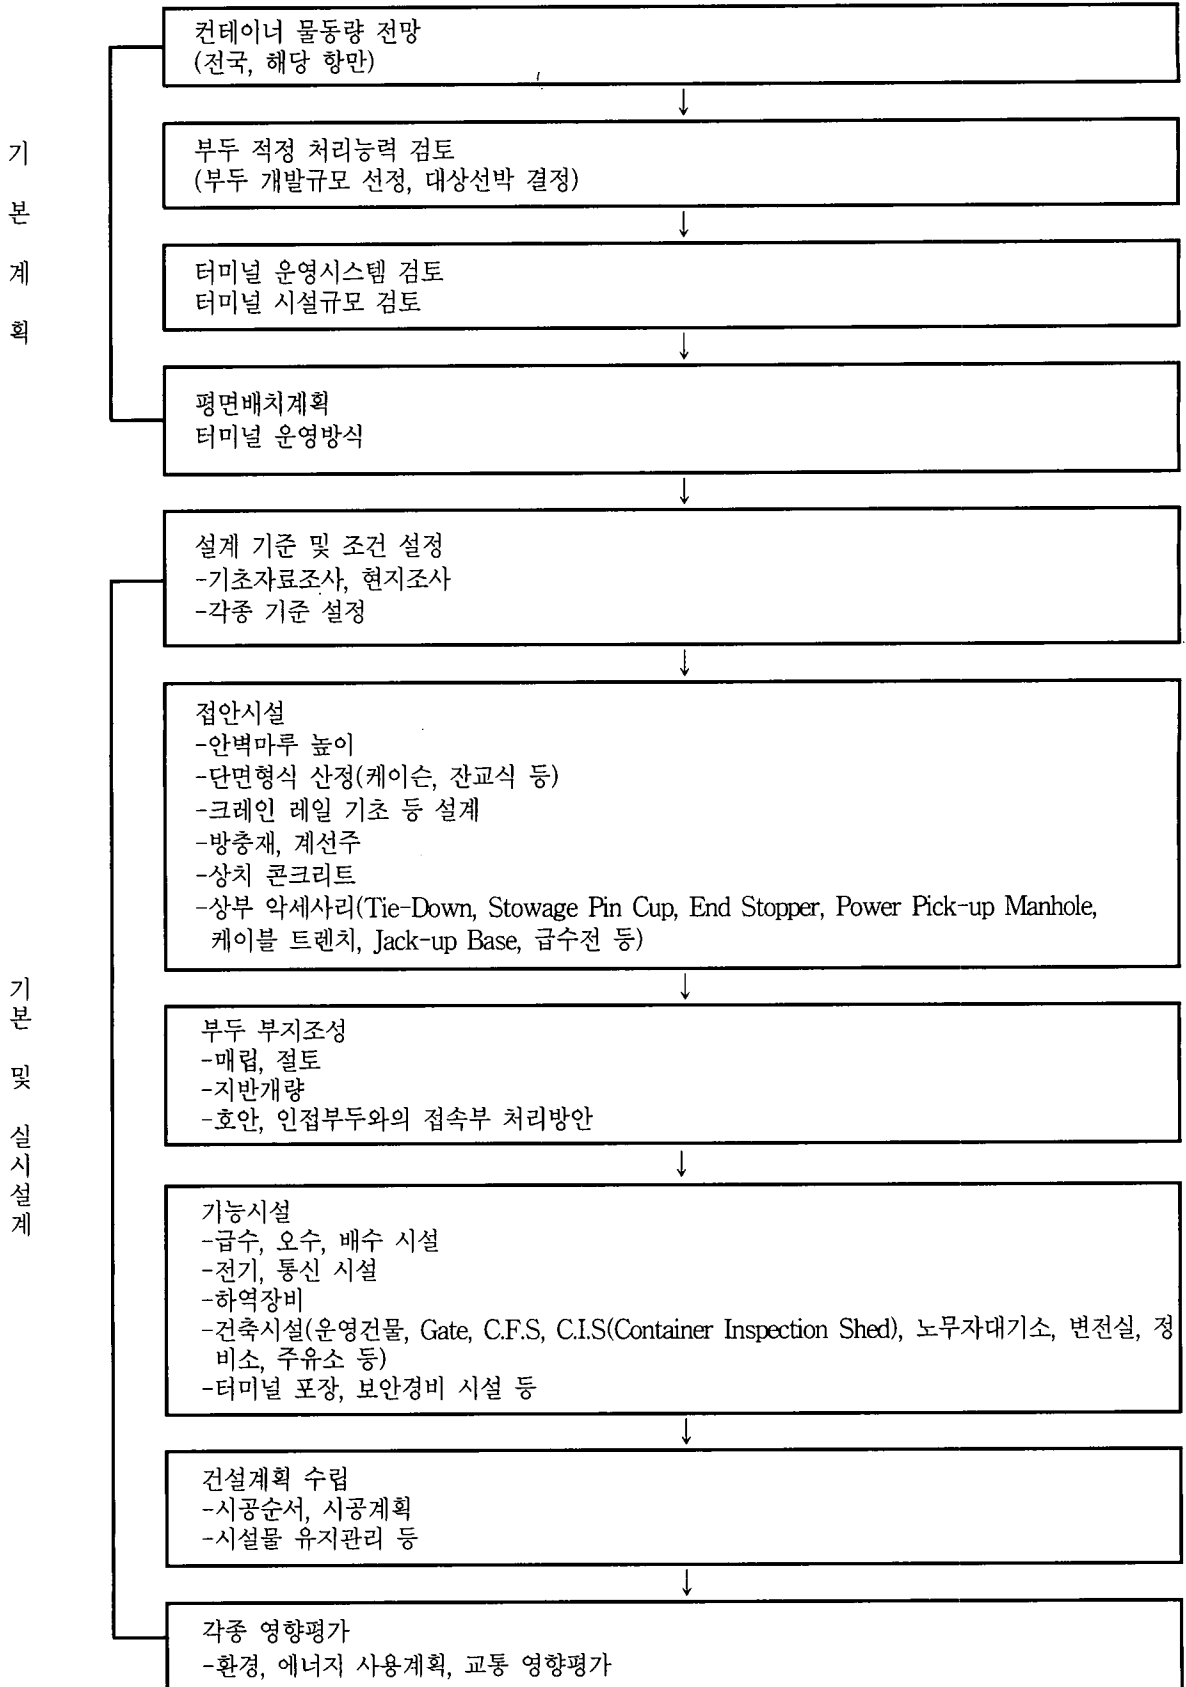 컨테이너 물동량 전망
(전국, 해당 항만)
기본계획
부두 적정 처리능력 검토
(부두 개발규모 선정, 대상선박 결정)
터미널 운영시스템 검토
터미널 시설규모 검토
평면배치계획
터미널 운영방식
설계 기준 및 조건 설정
-기초자료조사, 현지조사
-각종 기준 설정
기본 및 실시설계
접안시설
-안벽마루 높이
-단면형식 산정(케이슨, 잔교식 등)
-크레인 레일 기초 등 설계
-방충재, 계선주
-상치 콘크리트
-상부 악세사리(Tie-Down, Stowage Pin Cup, End Stopper, Power Pick-up Manhole,
케이블 트렌치, Jack-up Base, 급수전 등)
부두 부지조성
-매립, 절토
-지반개량
-호안, 인접부두와의 접속부 처리방안
기능시설
-급수, 오수, 배수 시설
-전기, 통신 시설
-하역장비
-건축시설(운영건물, Gate, C.F.S, C.I.S(Container Inspection Shed), 노무자대기소, 변전실, 정
비소, 주유소 등)
-터미널 포장, 보안경비 시설 등
건설계획 수립
-시공순서, 시공계획
-시설물 유지관리 등
각종 영향평가
-환경, 에너지 사용계획, 교통 영향평가